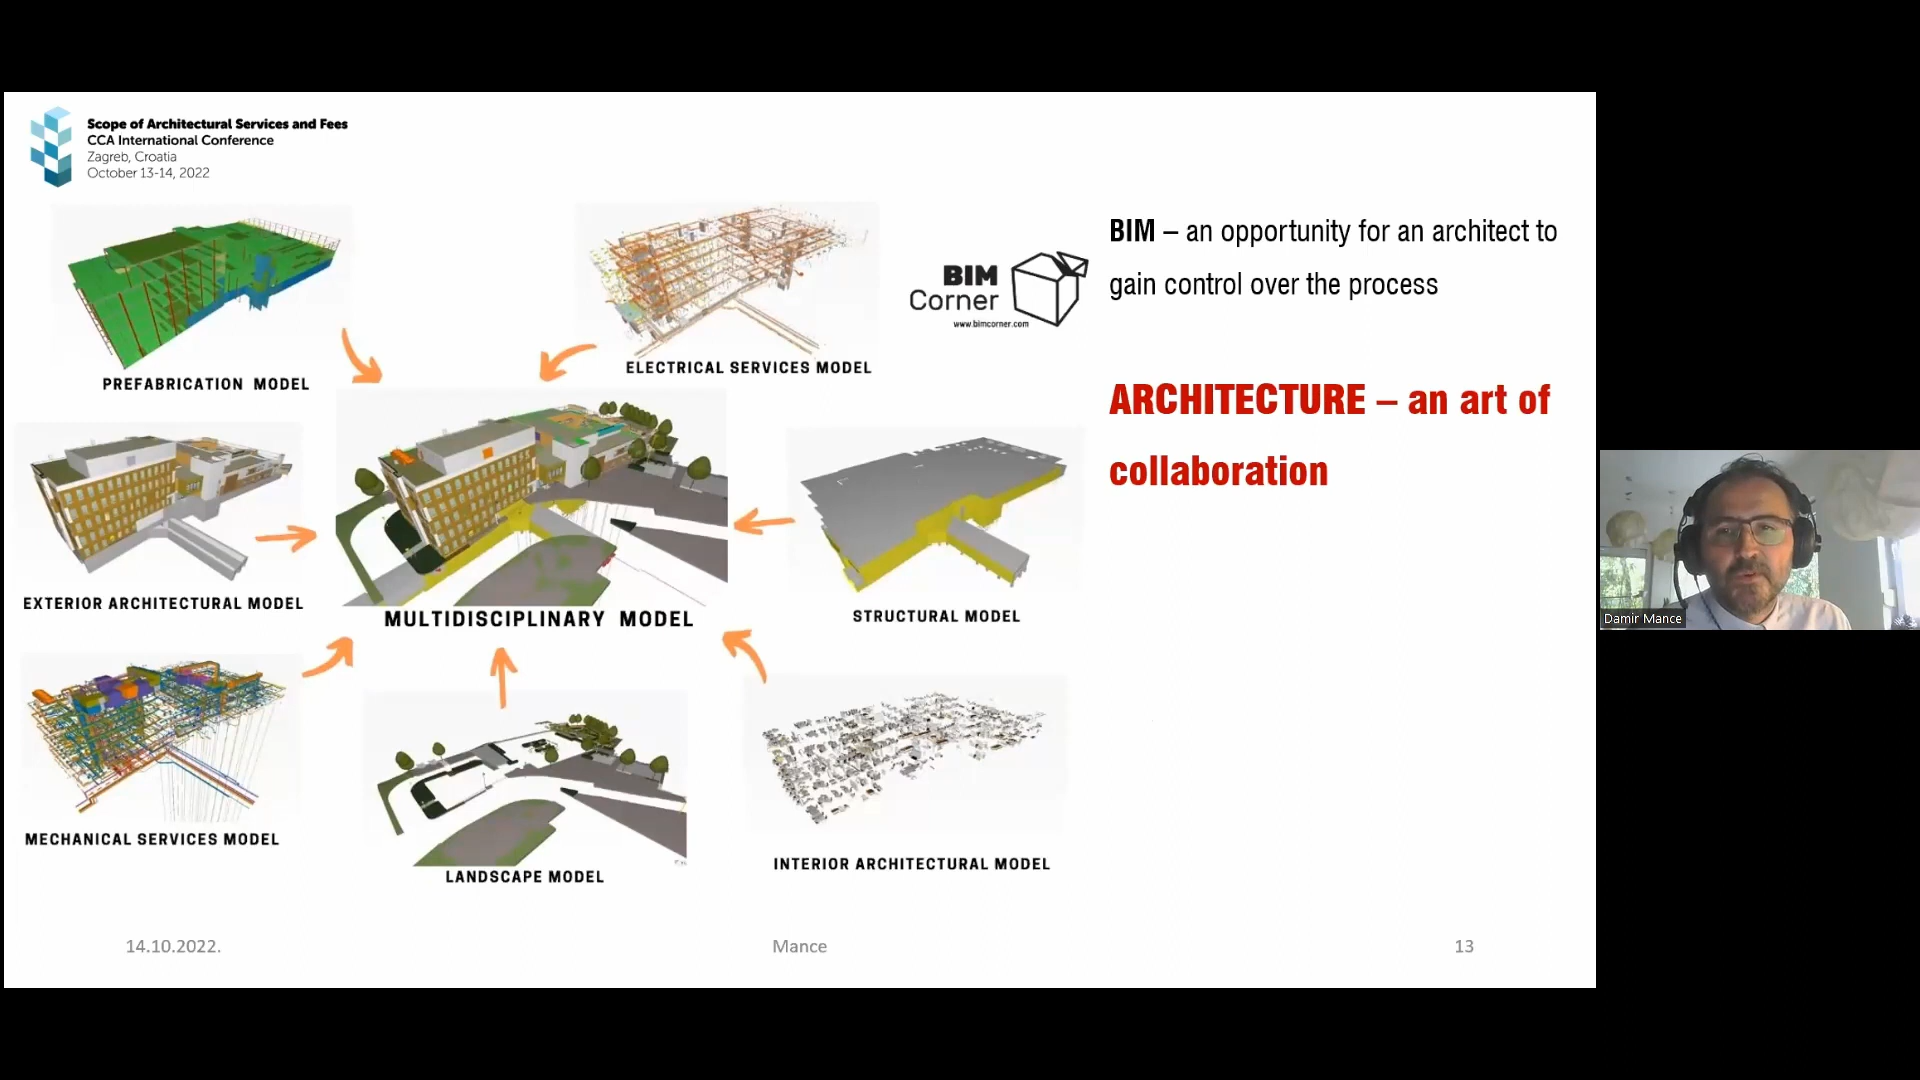 Scope of Architectural Services and Fees
CCA International Conference
Zagreb, Croatia
October 13-14, 2022
PREFABRICATION MODEL
ELECTRICAL SERVICES MODEL
BIM
Corner
www.bimcorner.com
BIM – an opportunity for an architect to
gain control over the process
ARCHITECTURE – an art of
collaboration
EXTERIOR ARCHITECTURAL MODEL
MULTIDISCIPLINARY MODEL
STRUCTURAL MODEL
MECHANICAL SERVICES MODEL
LANDSCAPE MODEL
INTERIOR ARCHITECTURAL MODEL
14.10.2022.
Mance
13
Damir Mance